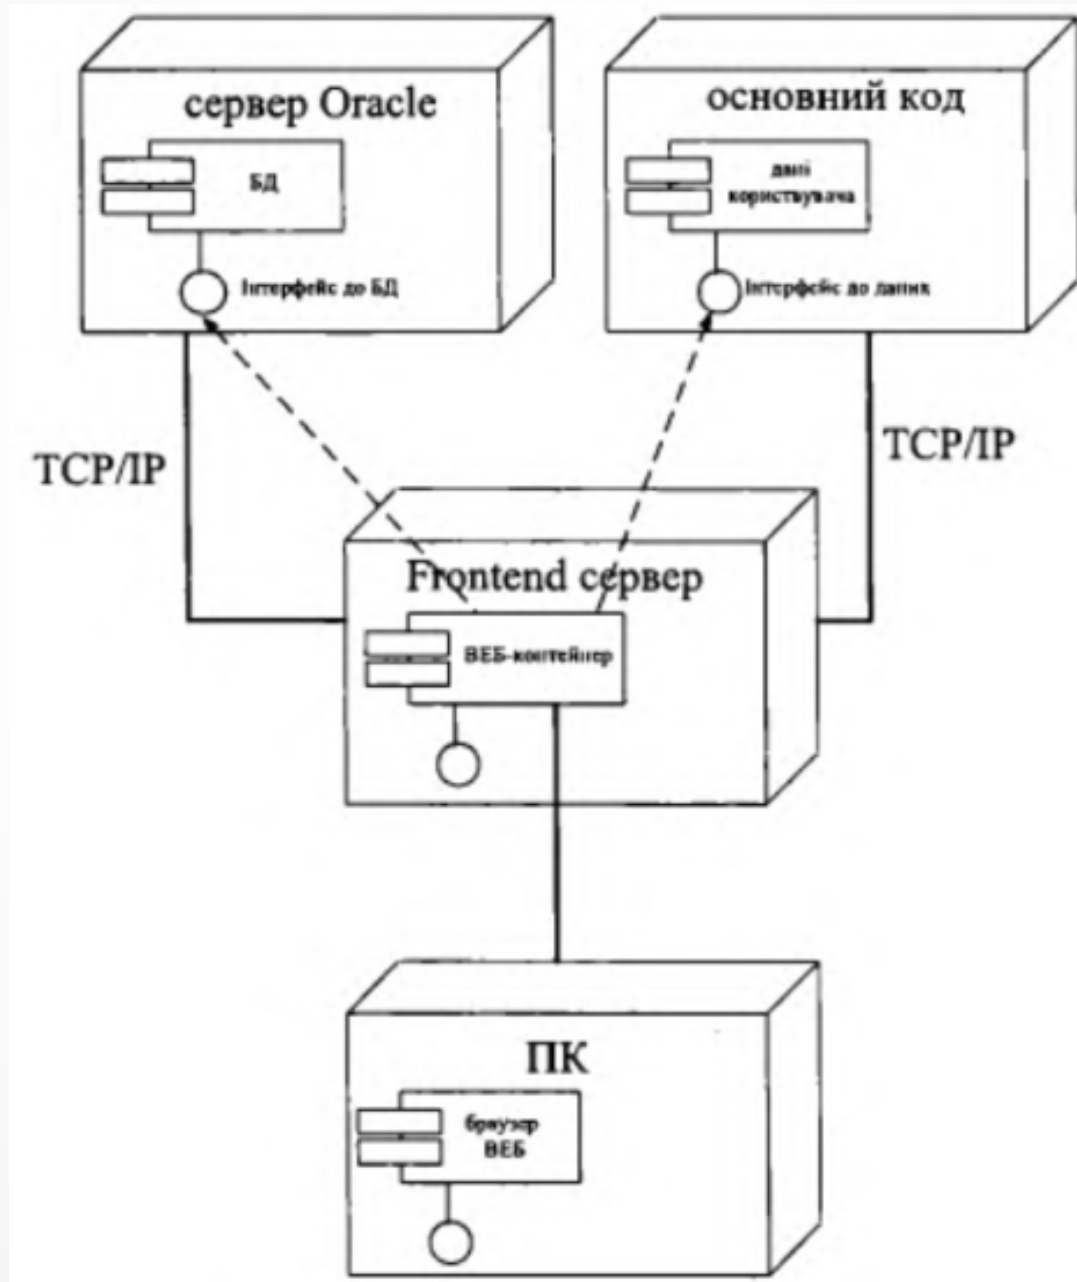 сервер Oracle
БД
Інтерфейс до БД
основний код
дані
користувача
Інтерфейс до даних
TCP/IP
TCP/IP
Frontend сервер
ВЕБ-контейнер
ПК
браузер
ВЕБ